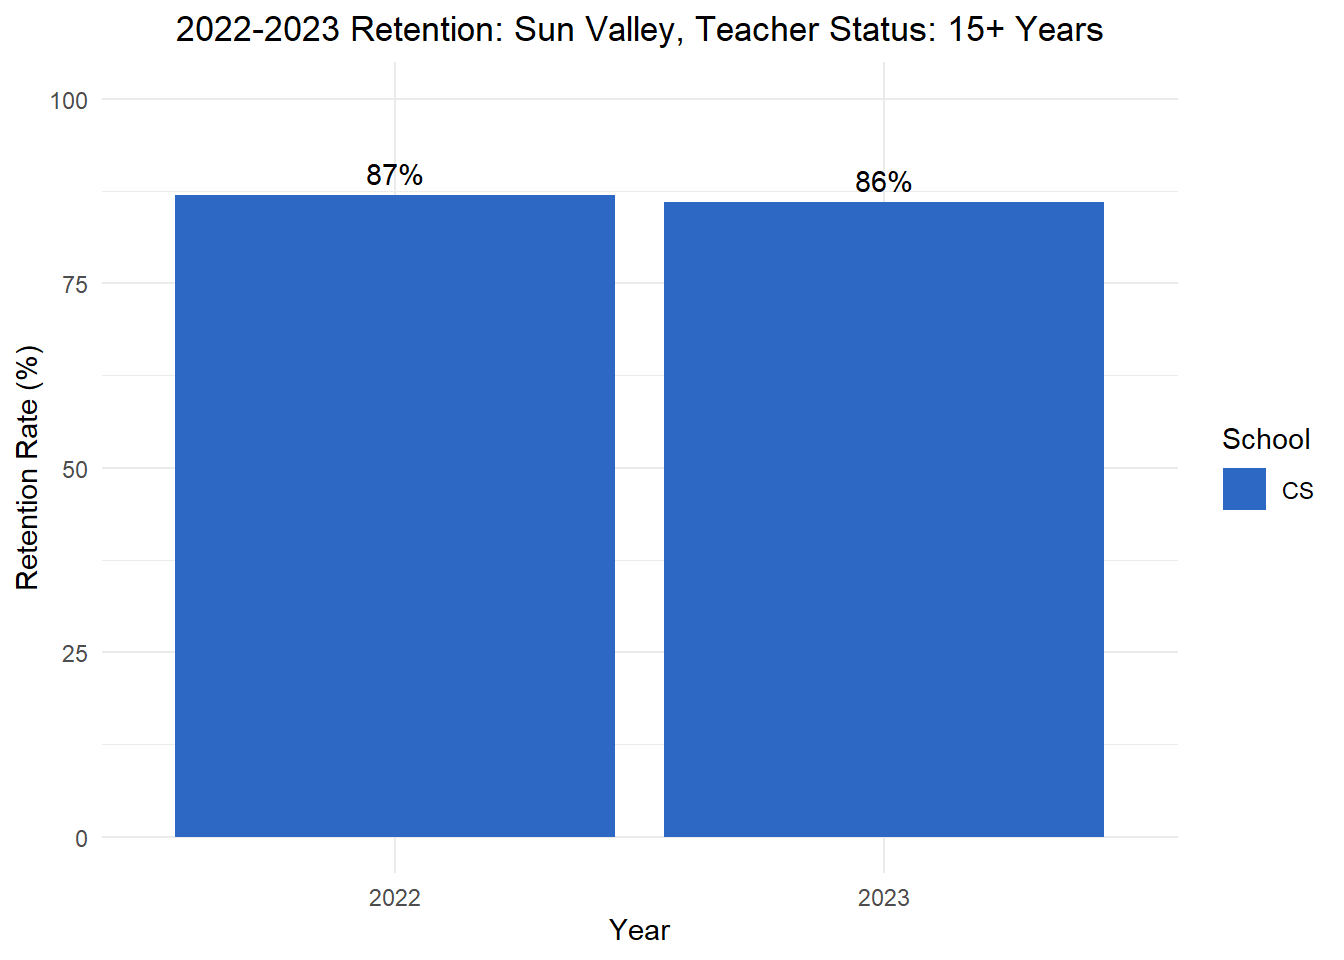 2022-2023 Retention: Sun Valley, Teacher Status: 15+ Years
100
75
50
25
0
Retention Rate (%)
87%
86%
2022
2023
Year
School
CS